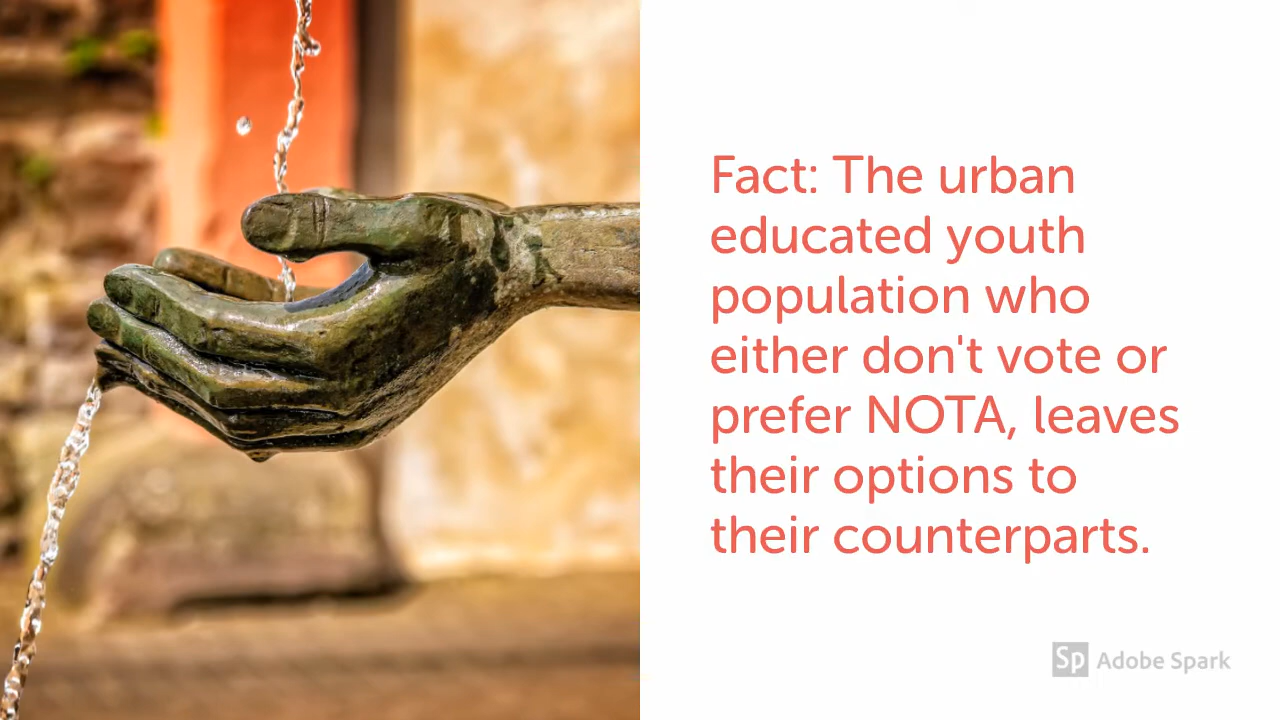 Fact: The urban
educated youth
population who
either don't vote or
prefer NOTA, leaves
their options to
their counterparts.
Sp Adobe Spark